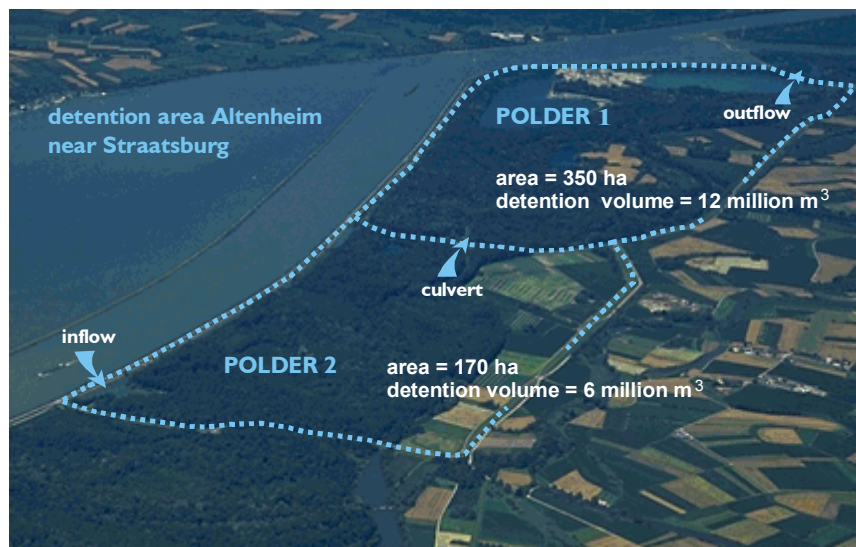 detention area Altenheim
near Straatsburg
POLDER 1
outflow
area = 350 ha
detention volume = 12 million m³
culvert
inflow
POLDER 2
area = 170 ha
detention volume = 6 million m³